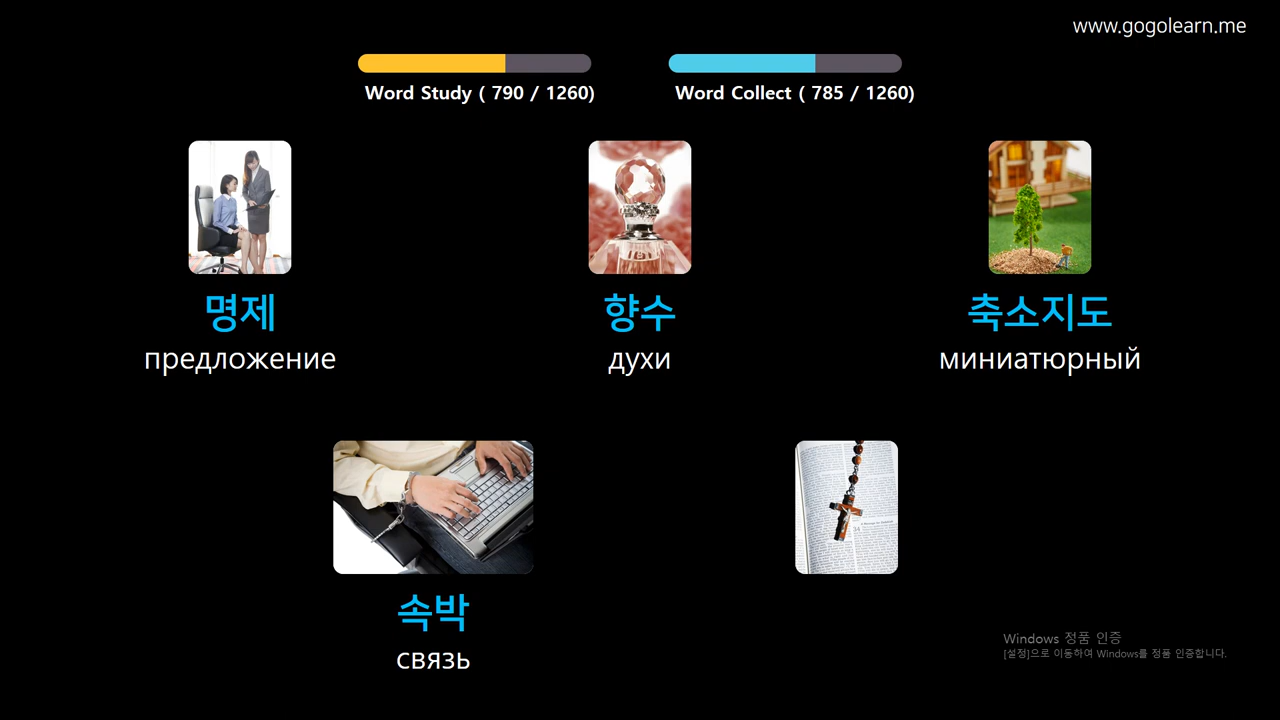 www.gogolearn.me
Word Study ( 790 / 1260)
Word Collect ( 785 / 1260)
명제
향수
축소지도
предложение
духи
миниатюрный
속박
связь
Windows 정품 인증
[설정]으로 이동하여 Windows를 정품 인증합니다.